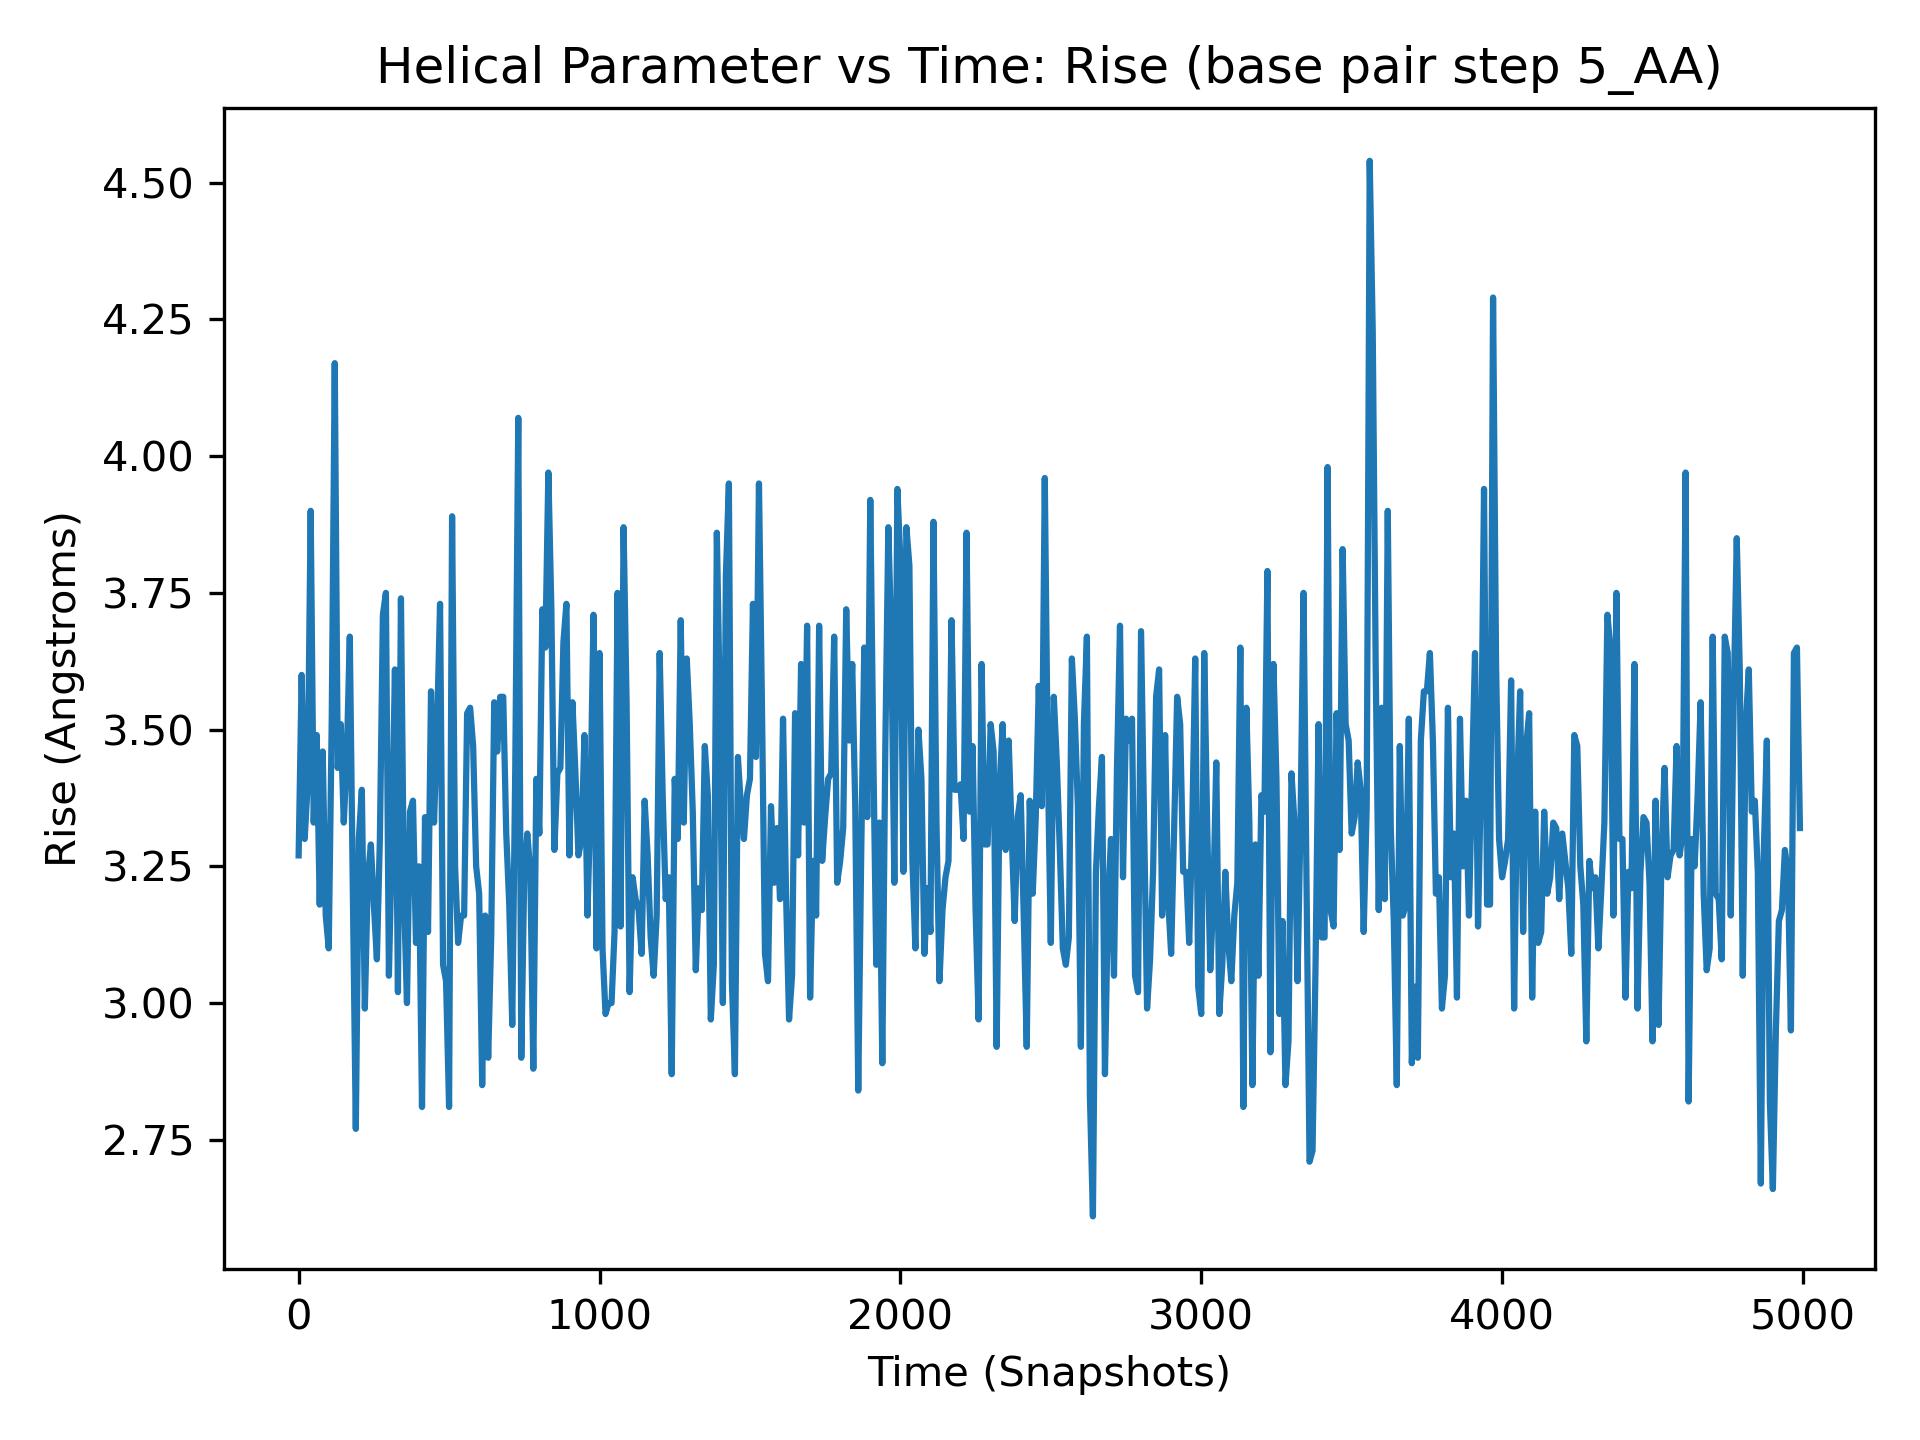 Helical Parameter vs Time: Rise (base pair step 5_AA)
Rise (Angstroms)
4.50
4.25
4.00
3.75
3.50
3.25
3.00
2.75
0 1000 2000 3000 4000 5000
Time (Snapshots)